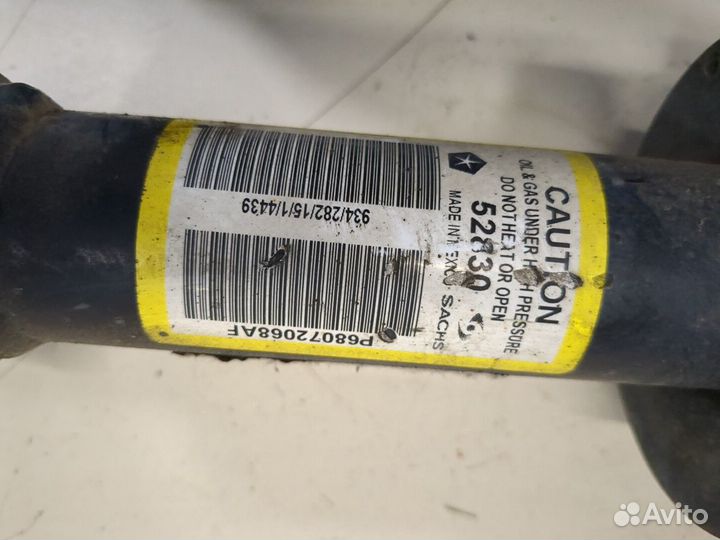 CAUTION
OIL & GAS UNDER HIGH PRESSURE
DO NOT HEAT OR OPEN
52830
MADE IN MEXICO SACHS
934/282/15/1/4439
P68072068AF
Avito